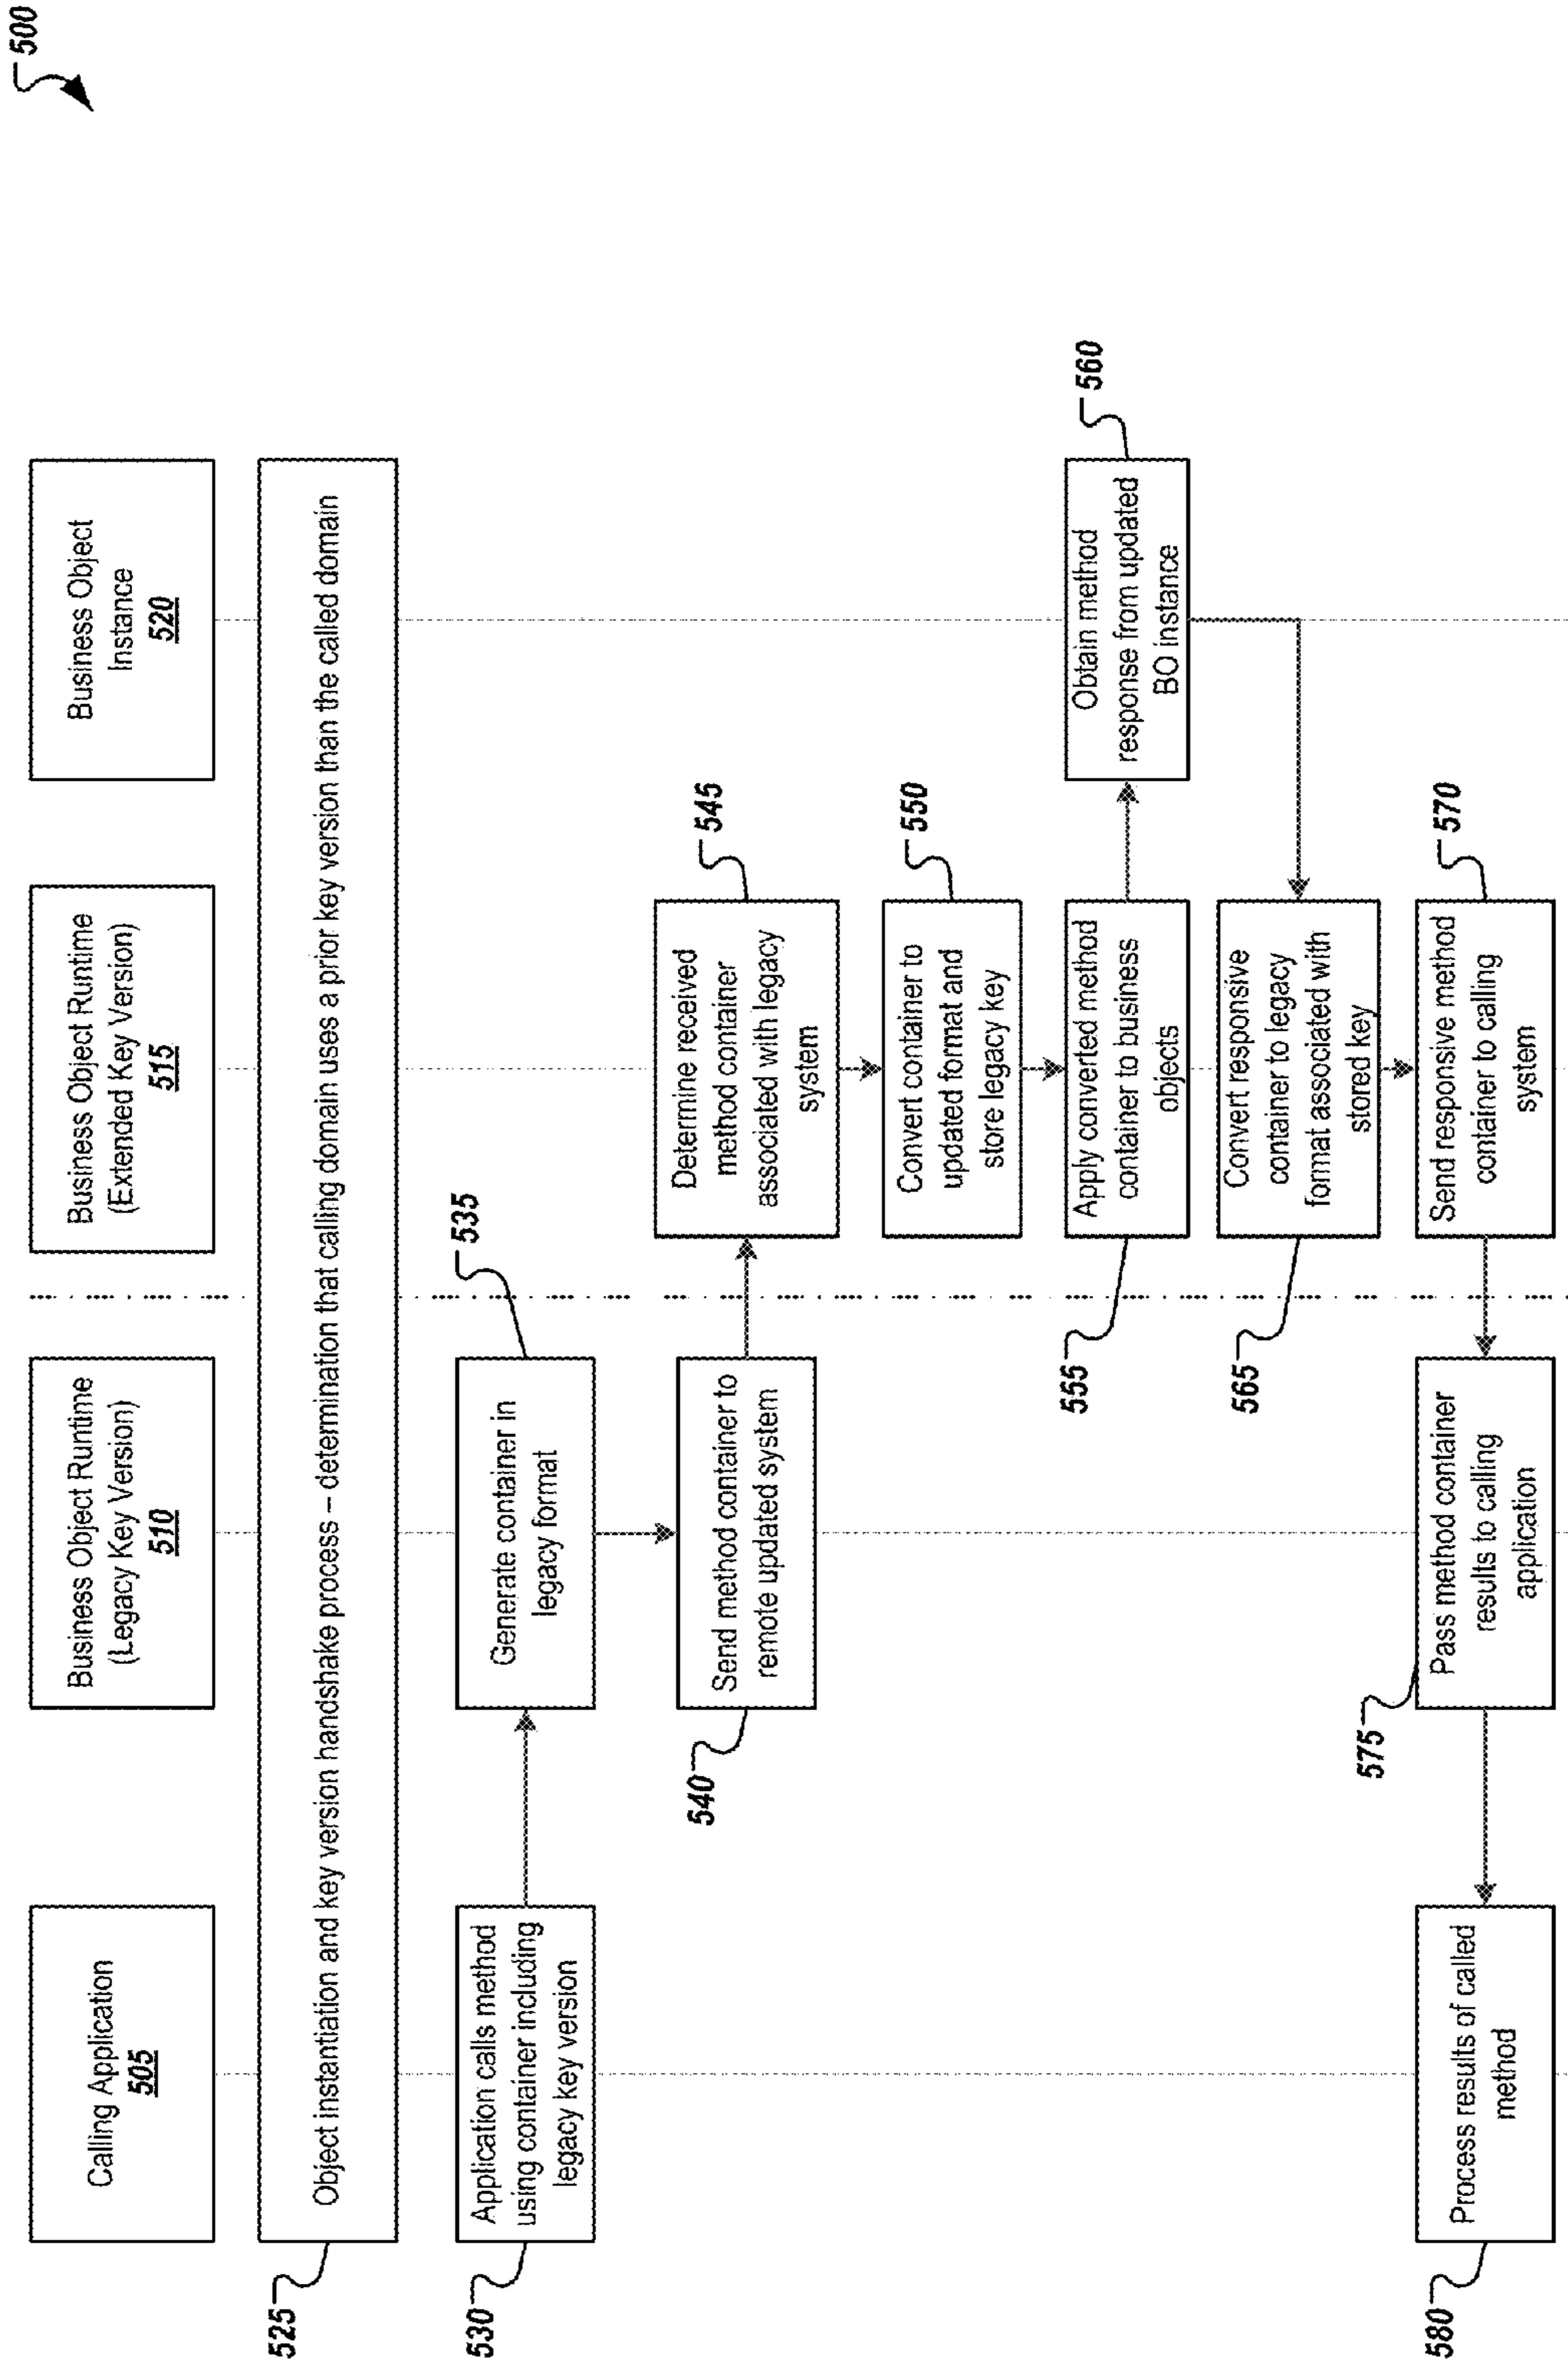 500
Calling Application
505
Business Object Runtime
(Legacy Key Version)
510
Business Object Runtime
(Extended Key Version)
515
Business Object
Instance
520
525
Object instantiation and key version handshake process – determination that calling domain uses a prior key version than the called domain
530
Application calls method
using container including
legacy key version
535
Generate container in
legacy format
540
Send method container to
remote updated system
545
Determine received
method container
associated with legacy
system
550
Convert container to
updated format and
store legacy key
555
Apply converted method
container to business
objects
560
Obtain method
response from updated
BO instance
565
Convert responsive
container to legacy
format associated with
stored key
570
Send responsive method
container to calling
system
575
Pass method container
results to calling
application
580
Process results of called
method